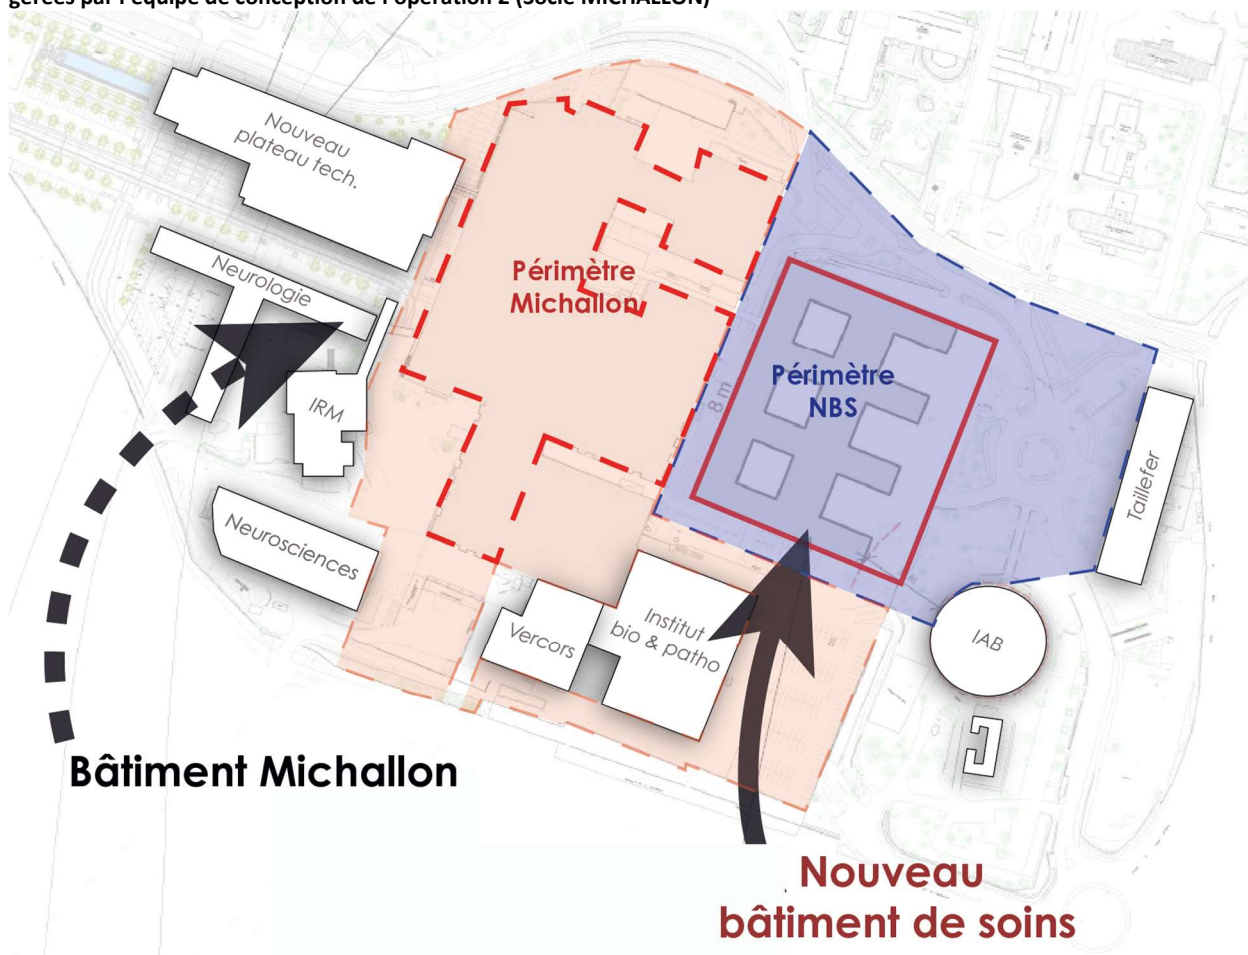 gérées par l'équipe de conception de l'opération 2 (Socle MICHALLON)
Nouveau
plateau tech.
Neurologie
Périmètre
Michallon
IRM
Périmètre
NBS
8 m
Taillefer
Neurosciences
Vercors
Institut
bio & patho
IAB
Bâtiment Michallon
Nouveau
bâtiment de soins